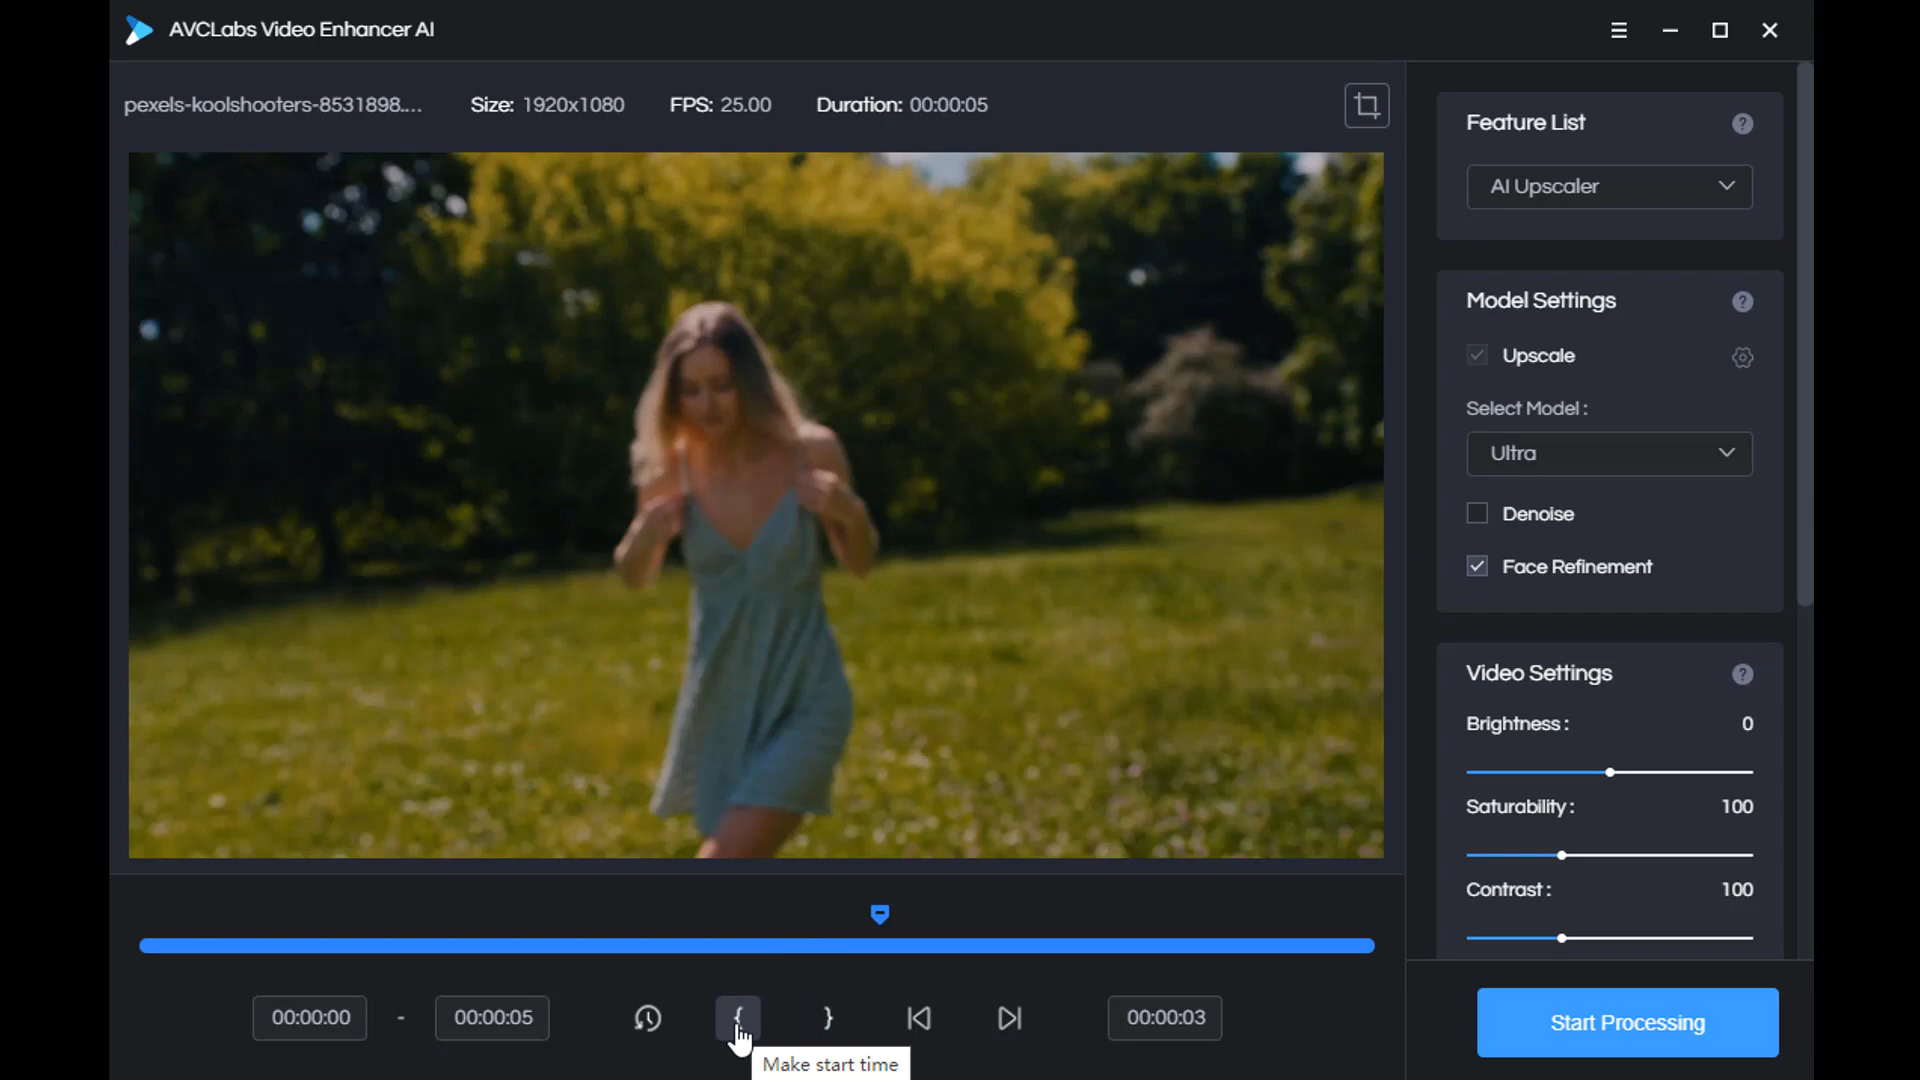 AVCLabs Video Enhancer AI
pexels-koolshooters-8531898.... Size: 1920x1080 FPS: 25.00 Duration: 00:00:05
Feature List ?
AI Upscaler
Model Settings ?
Upscale
Select Model :
Ultra
Denoise
Face Refinement
Video Settings ?
Brightness : 0
Saturability : 100
Contrast : 100
00:00:00 - 00:00:05 { } 00:00:03
Make start time
Start Processing